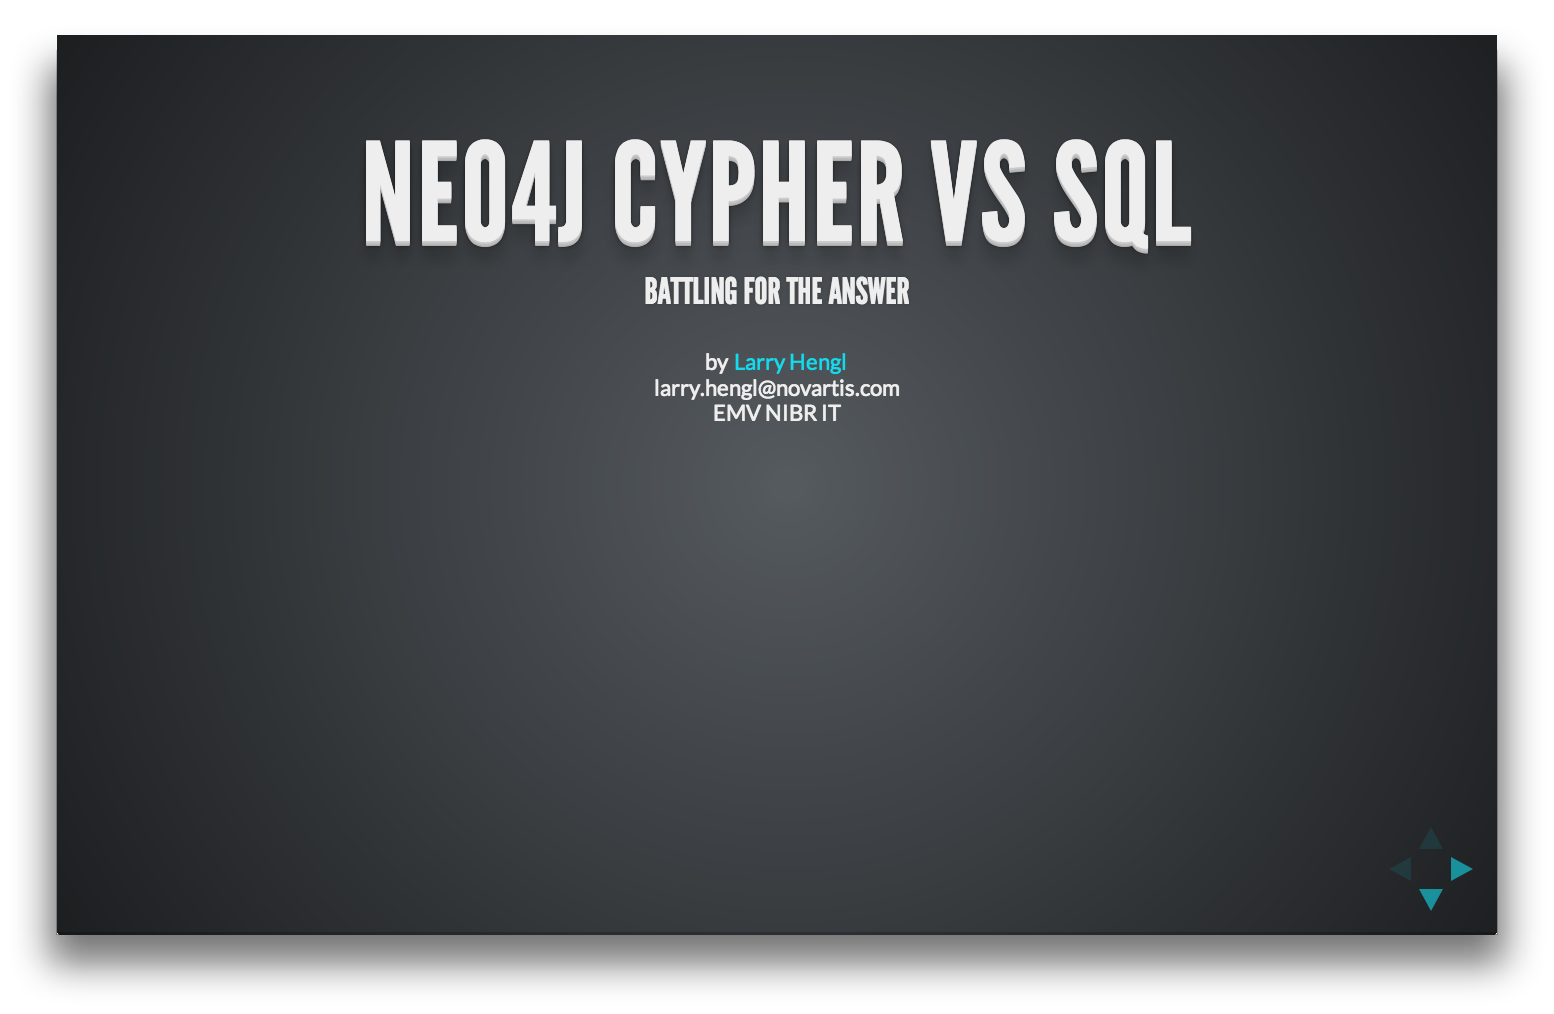 NEO4J CYPHER VS SQL
BATTLING FOR THE ANSWER
by Larry Hengl
larry.hengl@novartis.com
EMV NIBR IT